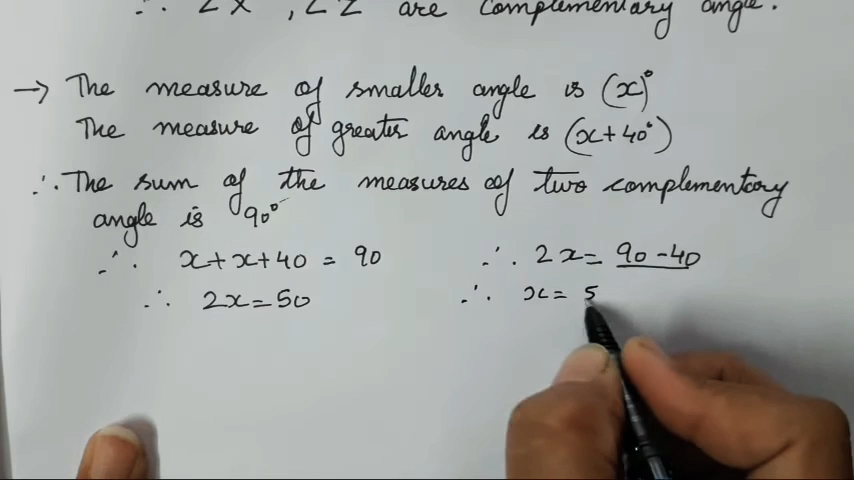 ∴ ∠X, ∠Z are complementary angle.
→ The measure of smaller angle is (x)°
The measure of greater angle is (x+40°)
∴ The sum of the measures of two complementary
angle is 90°
∴ x+x+40 = 90 ∴ 2x = 90-40
∴ 2x = 50 ∴ x = 5